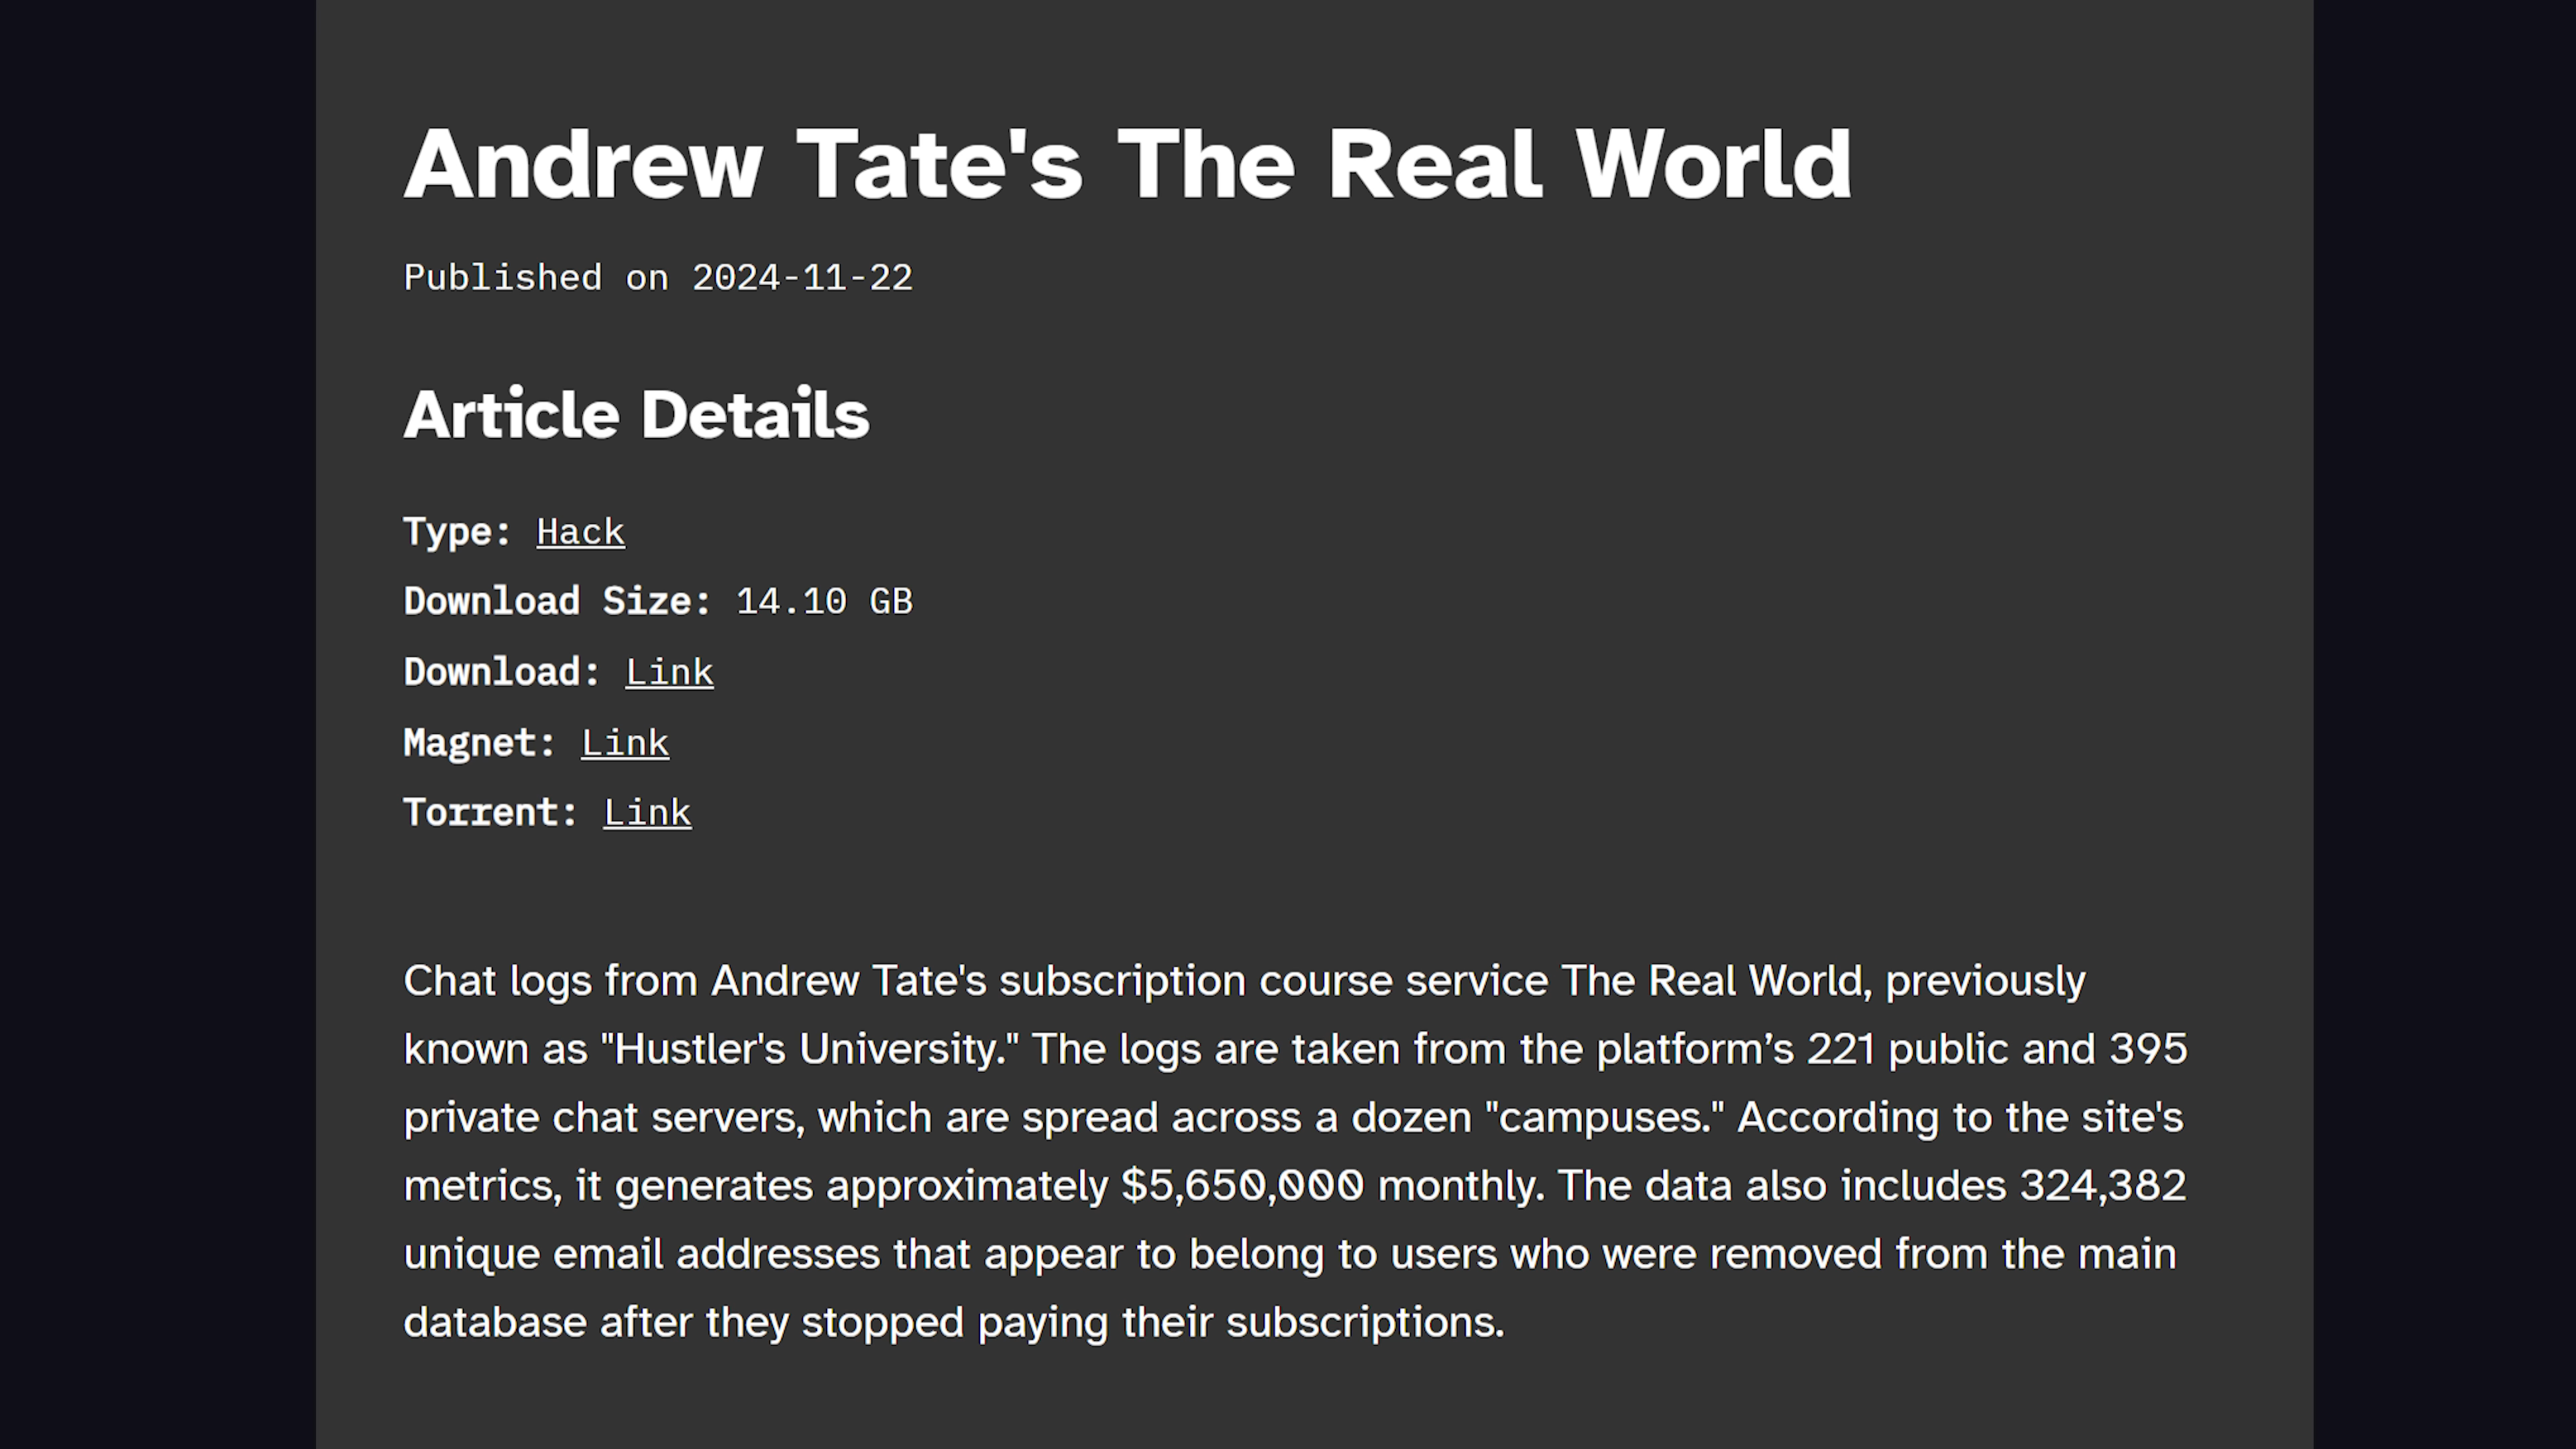 Andrew Tate's The Real World
Published on 2024-11-22
Article Details
Type: Hack
Download Size: 14.10 GB
Download: Link
Magnet: Link
Torrent: Link
Chat logs from Andrew Tate's subscription course service The Real World, previously
known as "Hustler's University." The logs are taken from the platform’s 221 public and 395
private chat servers, which are spread across a dozen "campuses." According to the site's
metrics, it generates approximately $5,650,000 monthly. The data also includes 324,382
unique email addresses that appear to belong to users who were removed from the main
database after they stopped paying their subscriptions.